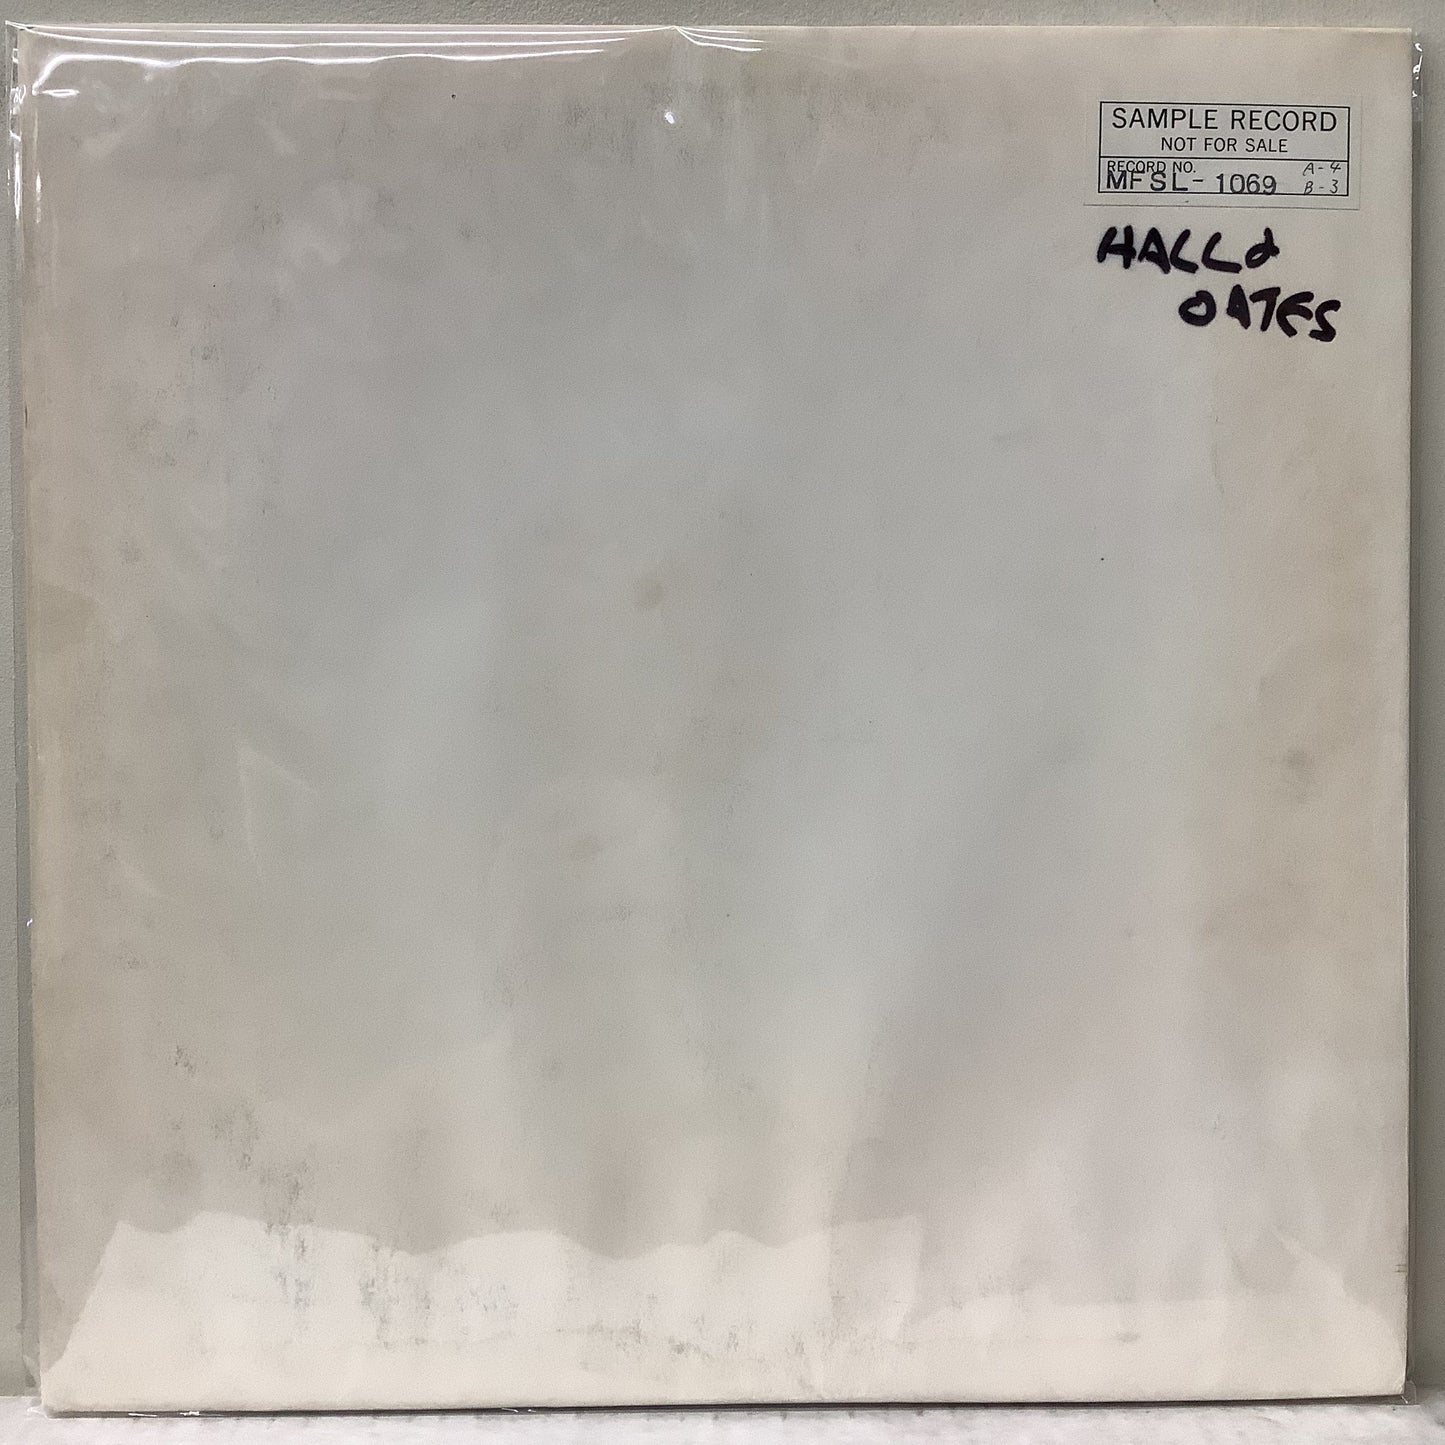 SAMPLE RECORD
NOT FOR SALE
RECORD NO.
MFSL-1069
A-4
B-3
HALL &
OATES